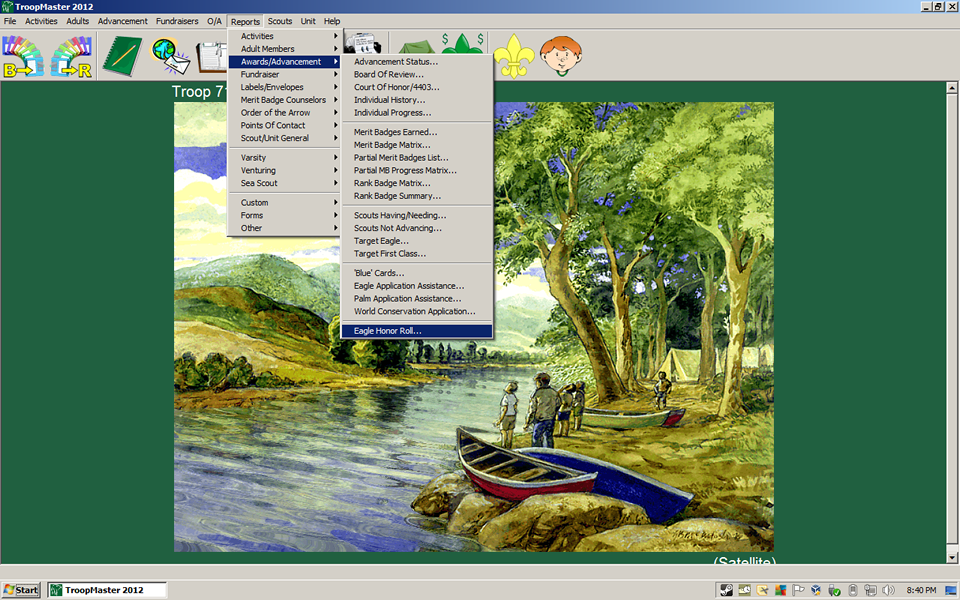 TroopMaster 2012
File Activities Adults Advancement Fundraisers O/A Reports Scouts Unit Help
B R
$ $
Troop 7
Activities
Adult Members
Awards/Advancement
Fundraiser
Labels/Envelopes
Merit Badge Counselors
Order of the Arrow
Points Of Contact
Scout/Unit General
Varsity
Venturing
Sea Scout
Custom
Forms
Other
Advancement Status...
Board Of Review...
Court Of Honor/4403...
Individual History...
Individual Progress...
Merit Badges Earned...
Merit Badge Matrix...
Partial Merit Badges List...
Partial MB Progress Matrix...
Rank Badge Matrix...
Rank Badge Summary...
Scouts Having/Needing...
Scouts Not Advancing...
Target Eagle...
Target First Class...
'Blue' Cards...
Eagle Application Assistance...
Palm Application Assistance...
World Conservation Application...
Eagle Honor Roll...
(Satellite)
Start TroopMaster 2012 8:40 PM